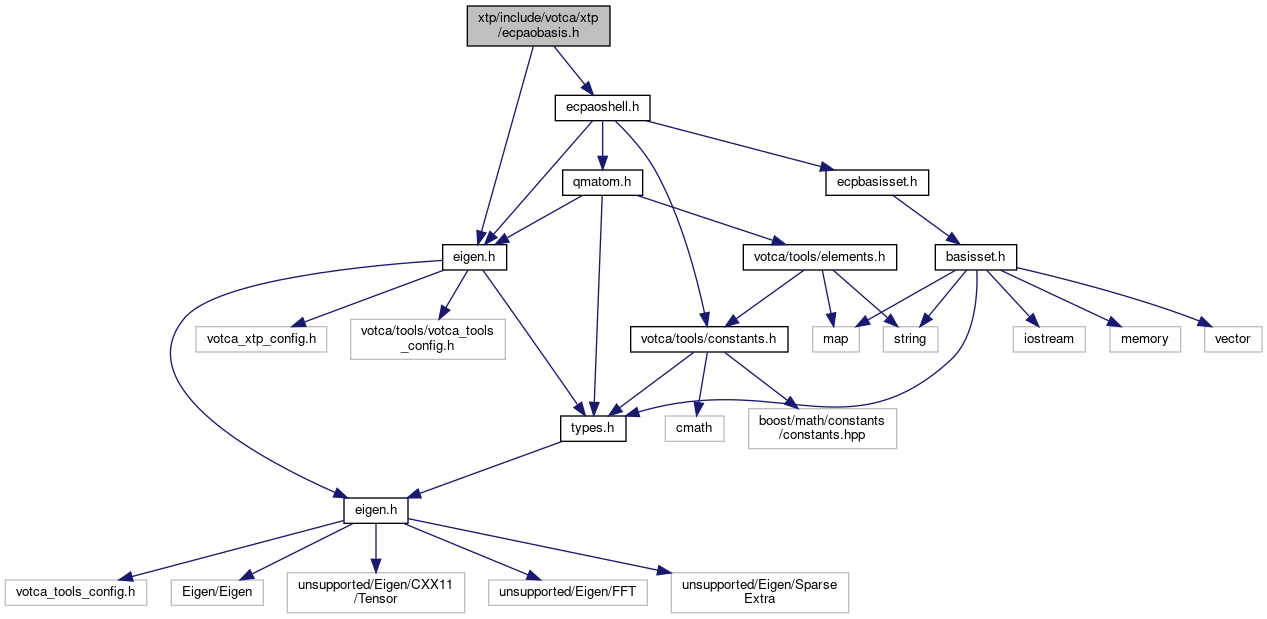 xtp/include/votca/xtp
/ecpaobasis.h
ecpaoshell.h
qmatom.h
ecpbasisset.h
eigen.h
votca/tools/elements.h
basisset.h
votca_xtp_config.h
votca/tools/votca_tools
_config.h
votca/tools/constants.h
map
string
iostream
memory
vector
types.h
cmath
boost/math/constants
/constants.hpp
eigen.h
votca_tools_config.h
Eigen/Eigen
unsupported/Eigen/CXX11
/Tensor
unsupported/Eigen/FFT
unsupported/Eigen/Sparse
Extra